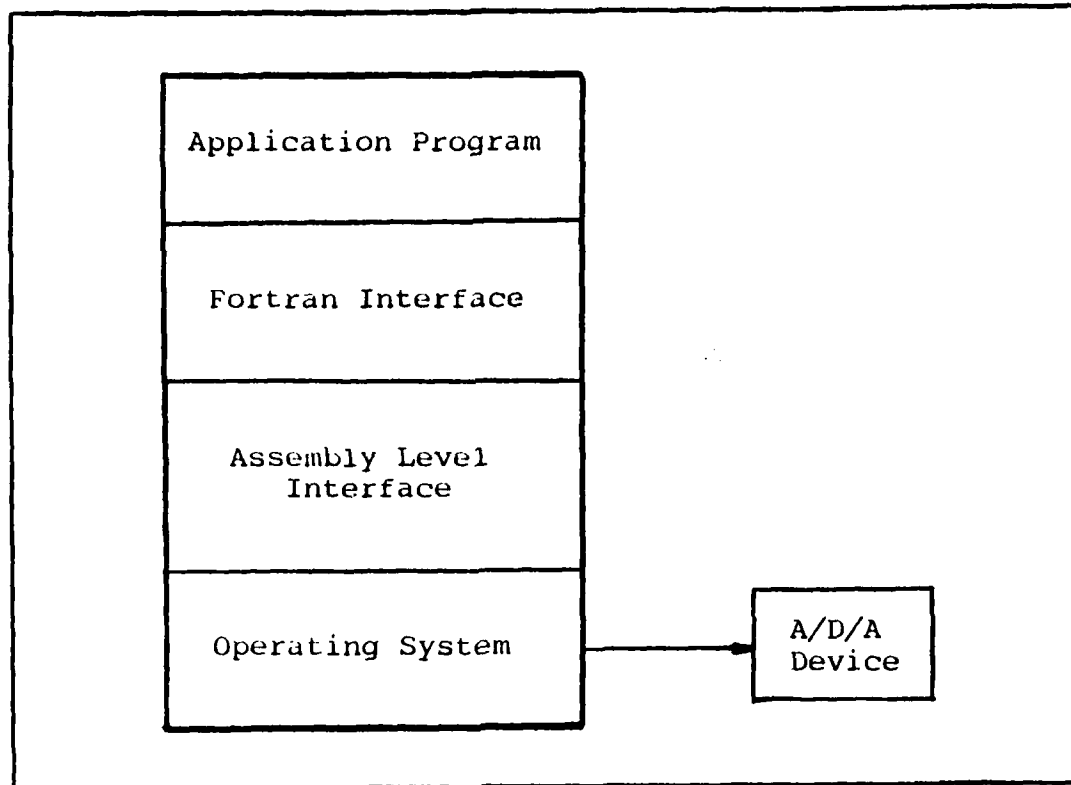 Application Program
Fortran Interface
Assembly Level
Interface
Operating System
A/D/A
Device